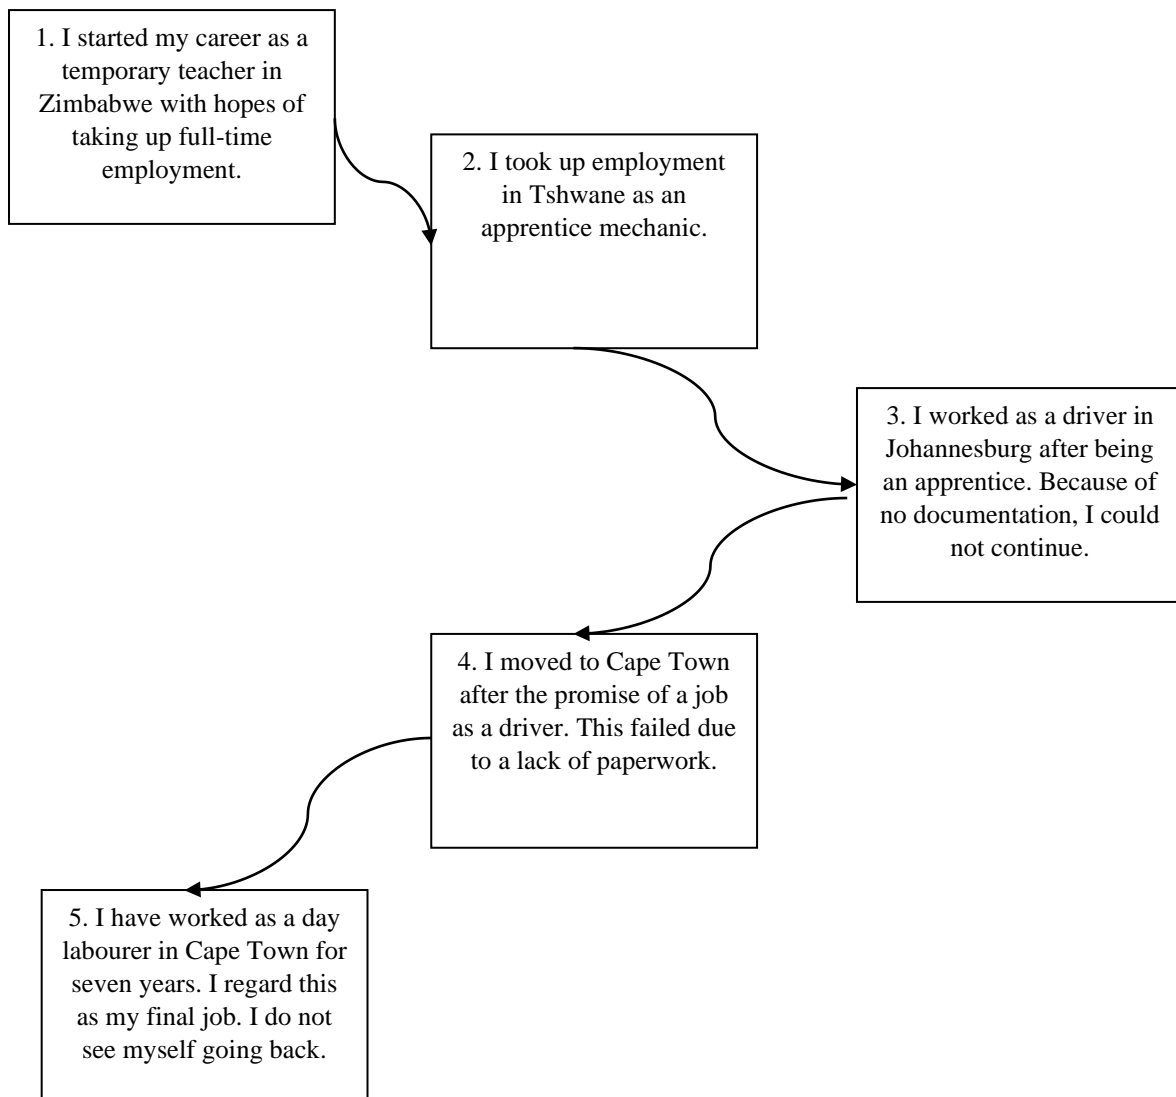 1. I started my career as a
temporary teacher in
Zimbabwe with hopes of
taking up full-time
employment.
2. I took up employment
in Tshwane as an
apprentice mechanic.
3. I worked as a driver in
Johannesburg after being
an apprentice. Because of
no documentation, I could
not continue.
4. I moved to Cape Town
after the promise of a job
as a driver. This failed due
to a lack of paperwork.
5. I have worked as a day
labourer in Cape Town for
seven years. I regard this
as my final job. I do not
see myself going back.